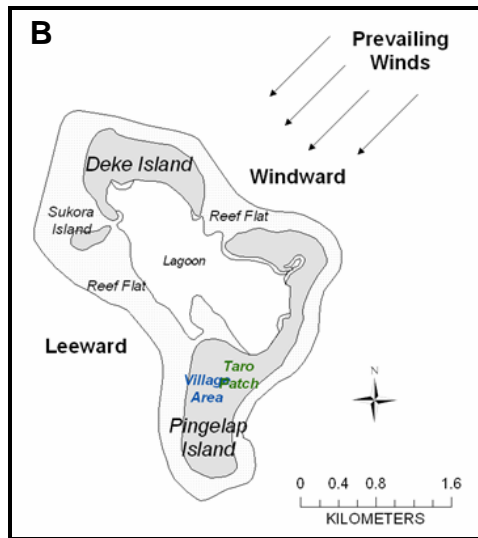 B
Prevailing
Winds
Deke Island
Windward
Sukora
Island
Reef Flat
Lagoon
Reef Flat
Leeward
Taro
Patch
Village
Area
Pingelap
Island
N
0 0.4 0.8 1.6
KILOMETERS